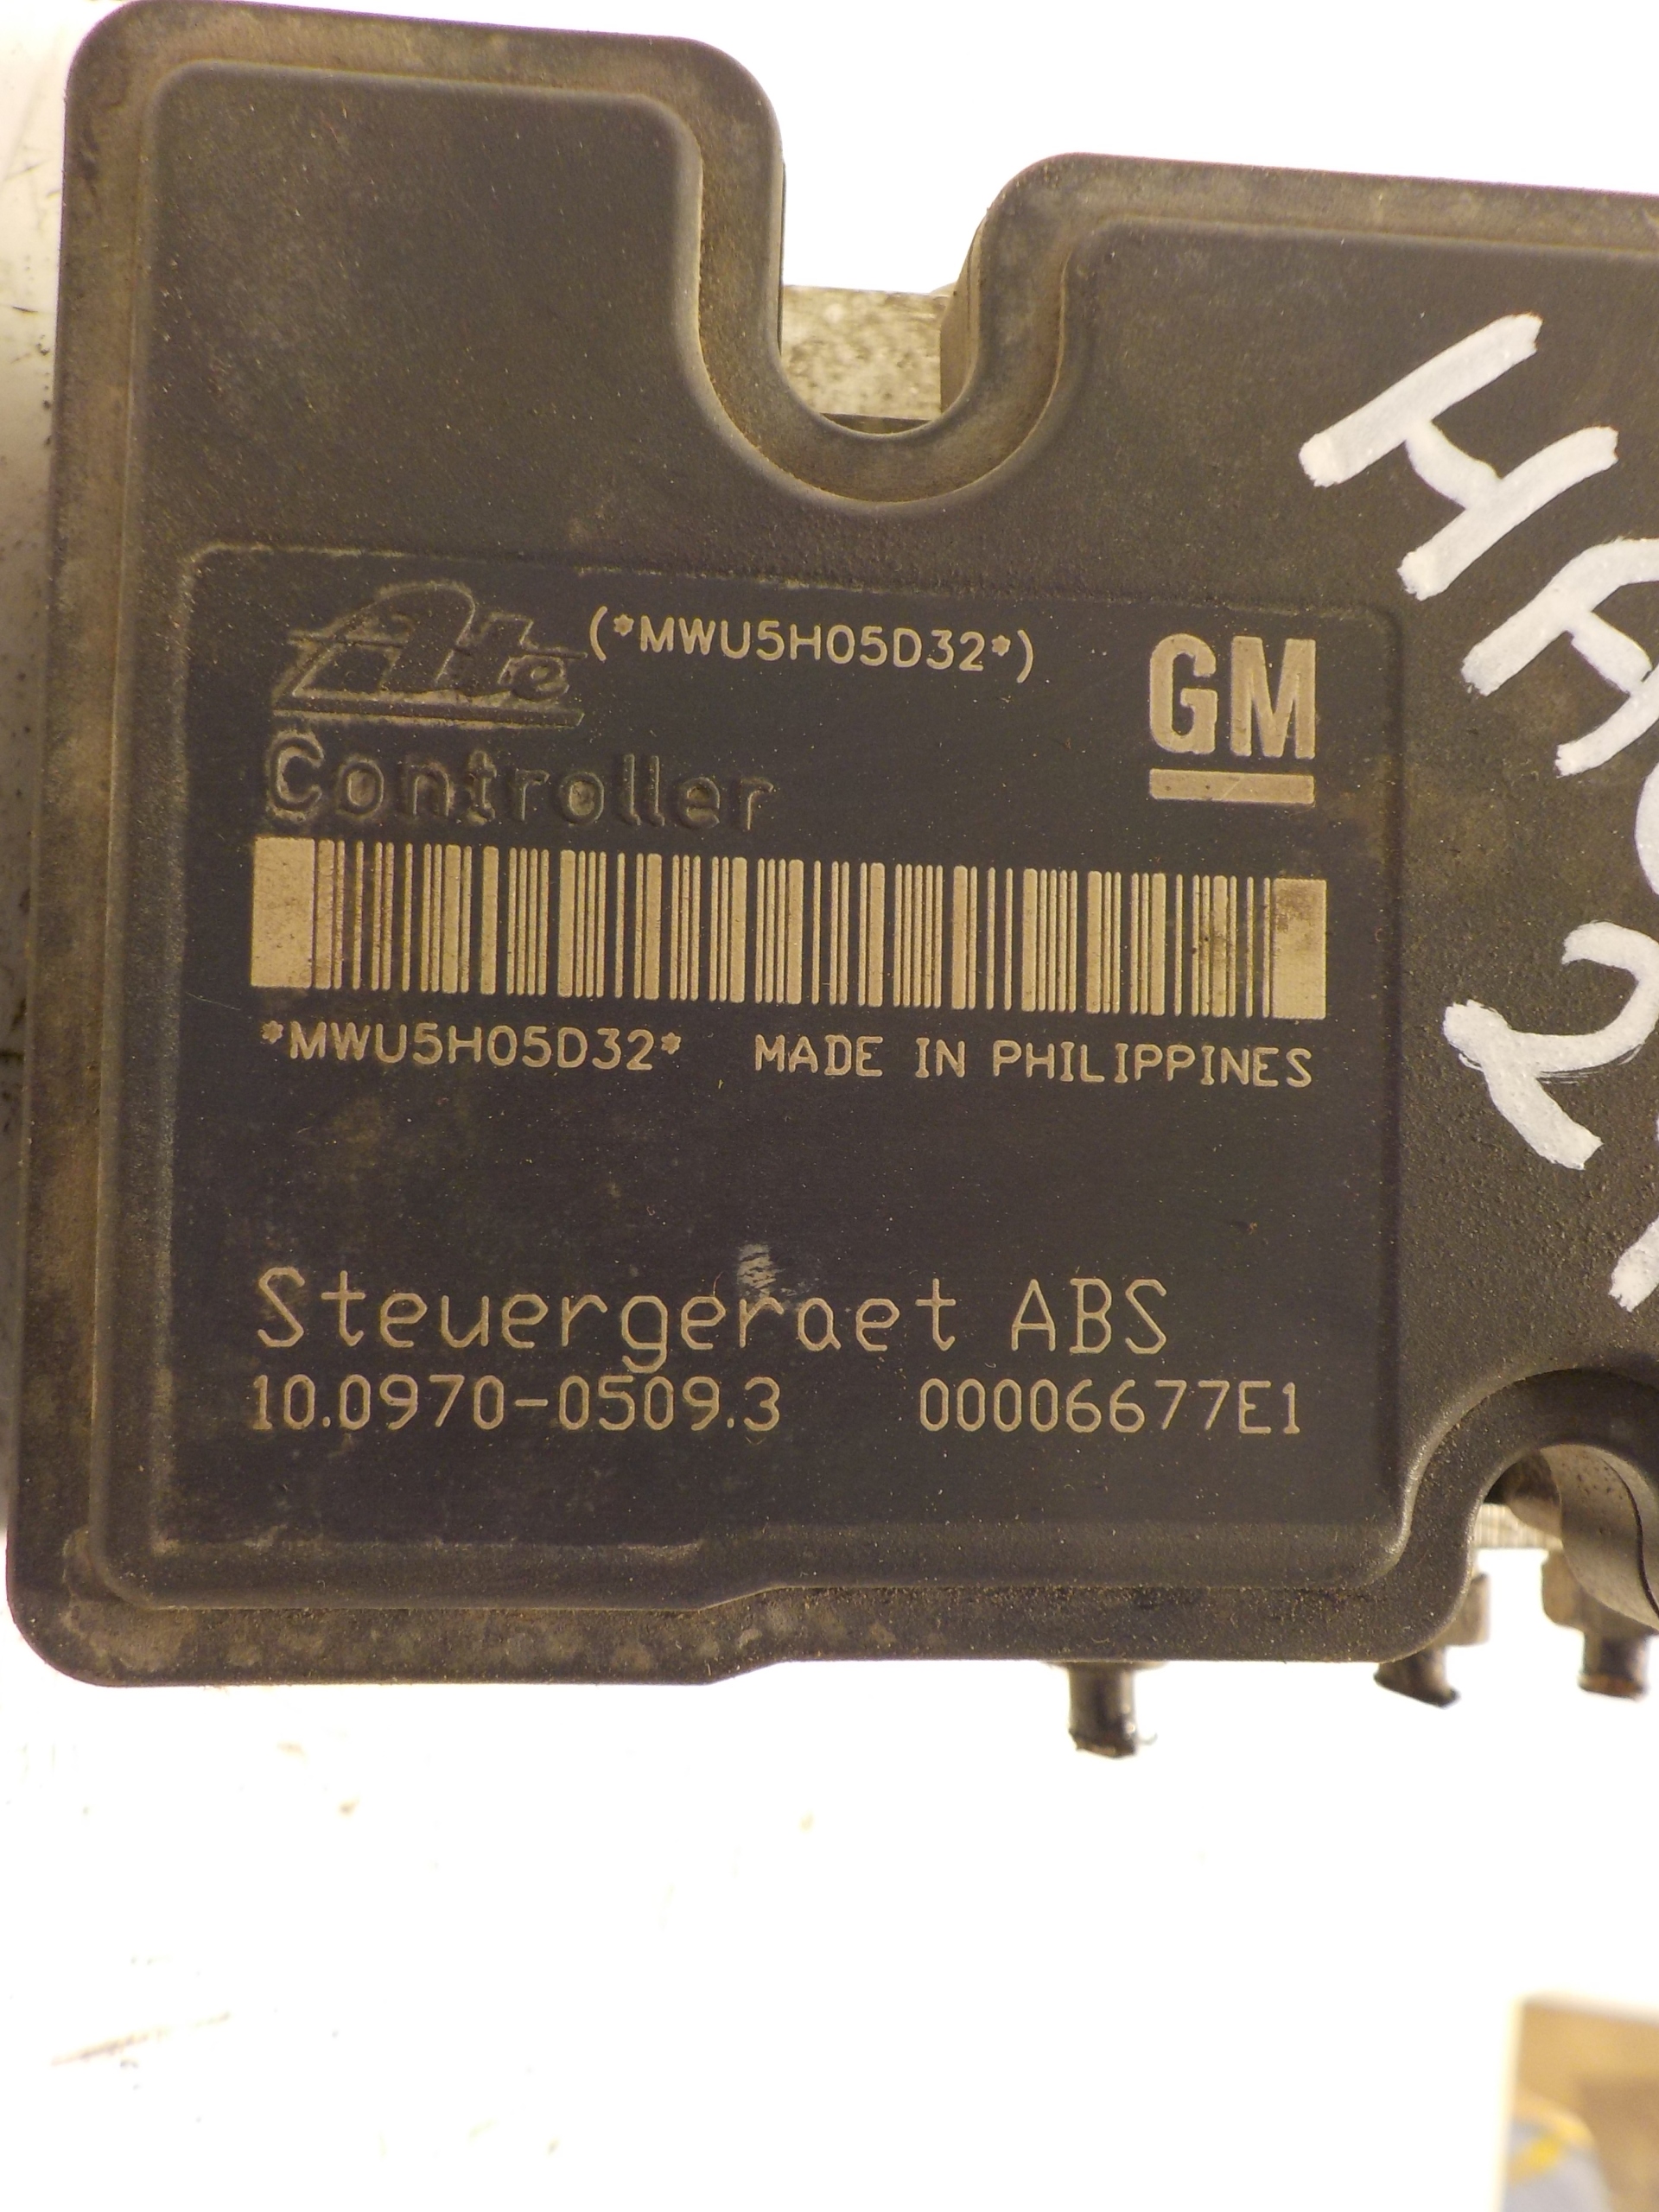 Ate (*MWU5H05D32*) GM
Controller
*MWU5H05D32* MADE IN PHILIPPINES
Steuergeraet ABS
10.0970-0509.3 00006677E1